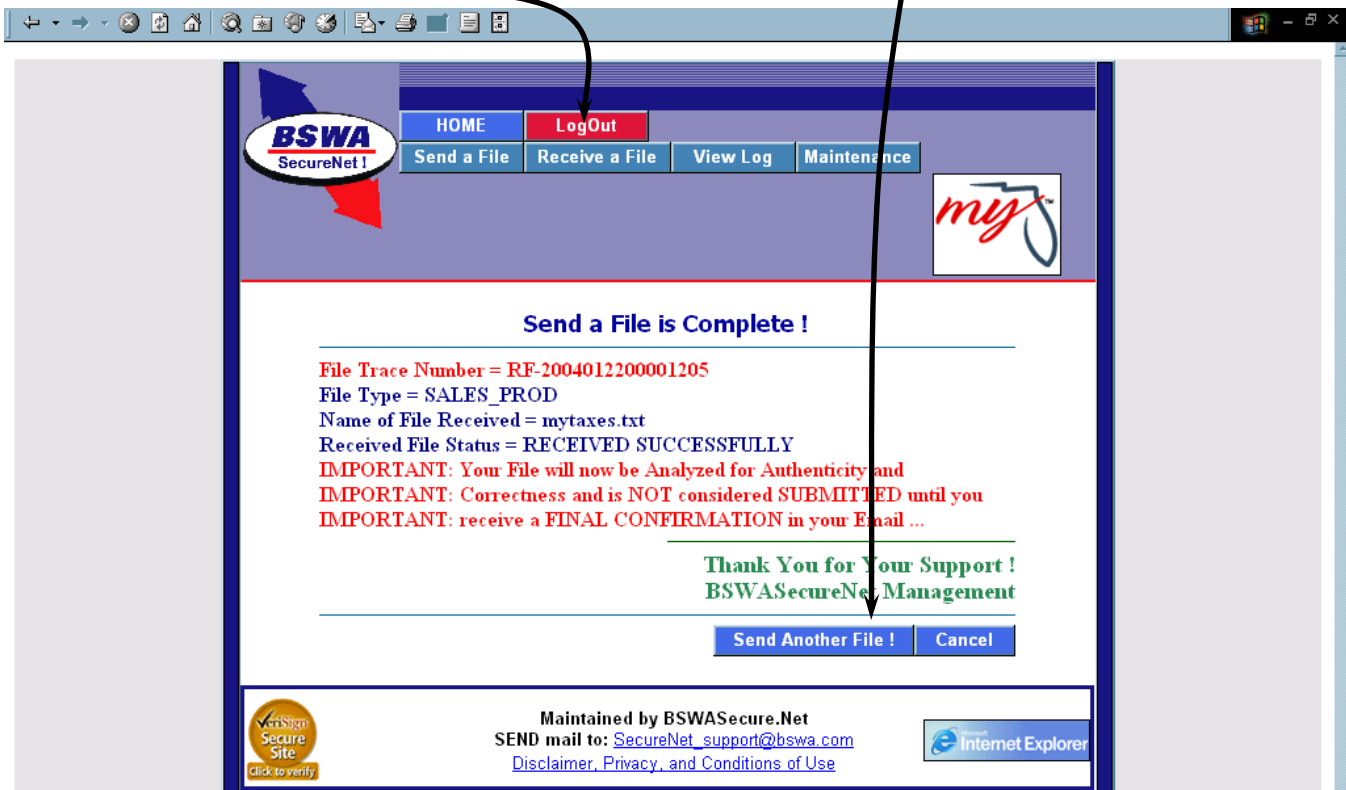 BSWA
SecureNet !
HOME LogOut
Send a File Receive a File View Log Maintenance
my
™
Send a File is Complete !
File Trace Number = RF-2004012200001205
File Type = SALES_PROD
Name of File Received = mytaxes.txt
Received File Status = RECEIVED SUCCESSFULLY
IMPORTANT: Your File will now be Analyzed for Authenticity and
IMPORTANT: Correctness and is NOT considered SUBMITTED until you
IMPORTANT: receive a FINAL CONFIRMATION in your Email ...
Thank You for Your Support !
BSWASecureNet Management
Send Another File ! Cancel
VeriSign
Secure
Site
Click to verify
Maintained by BSWASecure.Net
SEND mail to: SecureNet_support@bswa.com
Disclaimer, Privacy, and Conditions of Use
Microsoft
Internet Explorer